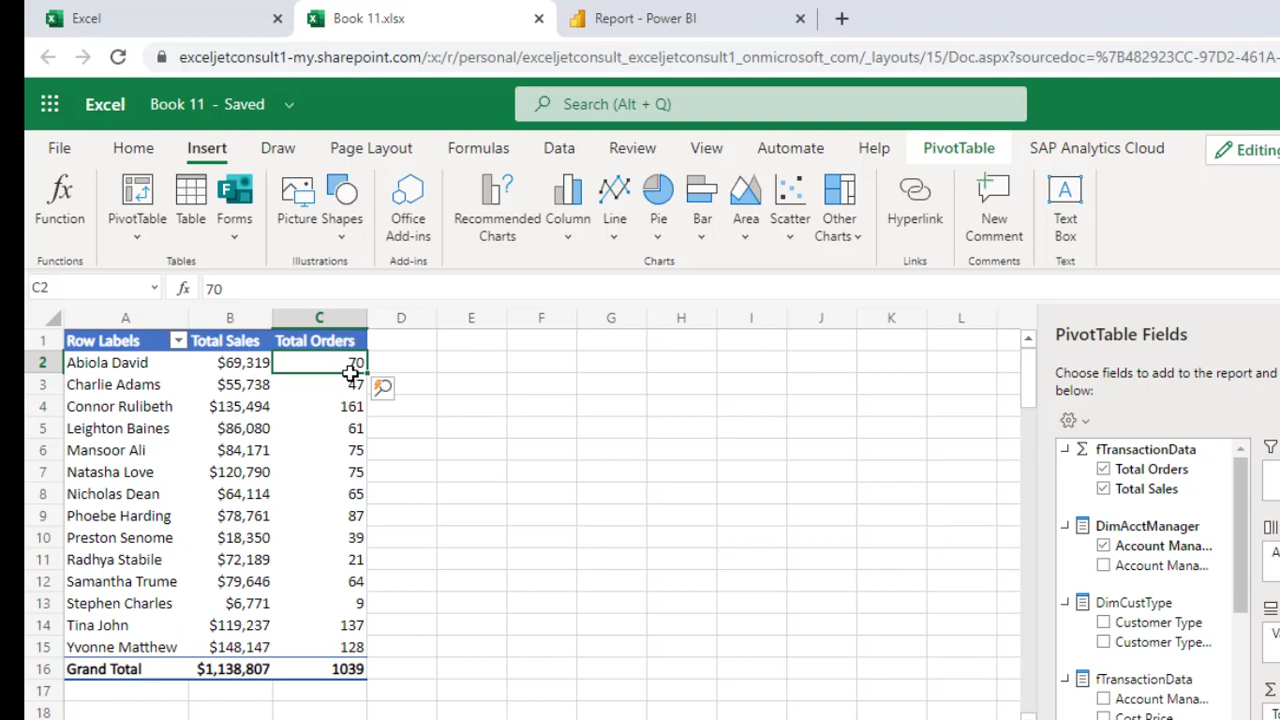 Excel
Book 11.xlsx
Report - Power BI
exceljetconsult1-my.sharepoint.com/:x:/r/personal/exceljetconsult_exceljetconsult1_onmicrosoft_com/_layouts/15/Doc.aspx?sourcedoc=%7B482923CC-97D2-461A-
Excel Book 11 - Saved Search (Alt + Q)
File Home Insert Draw Page Layout Formulas Data Review View Automate Help PivotTable SAP Analytics Cloud Editing
Function PivotTable Table Forms Picture Shapes Office Add-ins Recommended Charts Column Line Pie Bar Area Scatter Other Charts Hyperlink New Comment Text Box
Functions Tables Illustrations Add-ins Charts Links Comments Text
C2 fx 70
A B C D E F G H I J K L
1 Row Labels Total Sales Total Orders
2 Abiola David $69,319 70
3 Charlie Adams $55,738 47
4 Connor Rulibeth $135,494 161
5 Leighton Baines $86,080 61
6 Mansoor Ali $84,171 75
7 Natasha Love $120,790 75
8 Nicholas Dean $64,114 65
9 Phoebe Harding $78,761 87
10 Preston Senome $18,350 39
11 Radhya Stabile $72,189 21
12 Samantha Trume $79,646 64
13 Stephen Charles $6,771 9
14 Tina John $119,237 137
15 Yvonne Matthew $148,147 128
16 Grand Total $1,138,807 1039
17
18
PivotTable Fields
Choose fields to add to the report and
below:
fTransactionData
Total Orders
Total Sales
DimAcctManager
Account Mana...
Account Mana...
DimCustType
Customer Type
Customer Type...
fTransactionData
Account Mana...
Cost Price